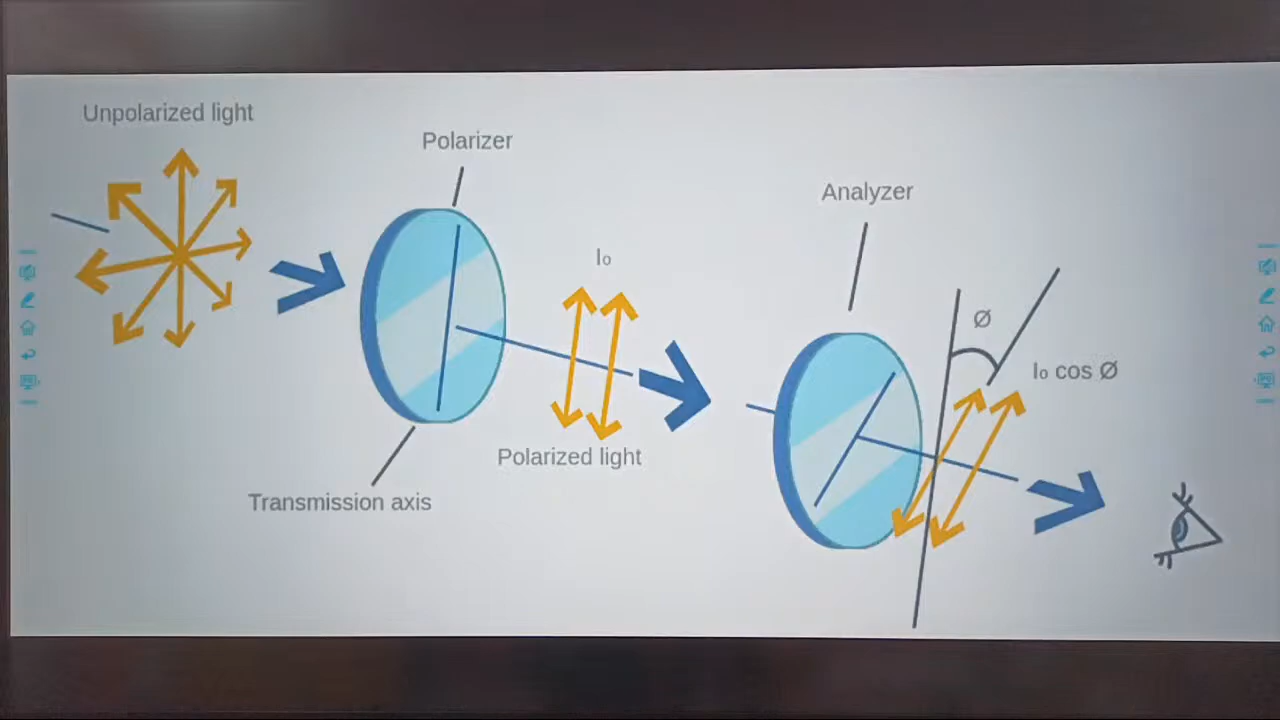 Unpolarized light
Polarizer
Analyzer
I₀
Ø
I₀ cos Ø
Polarized light
Transmission axis